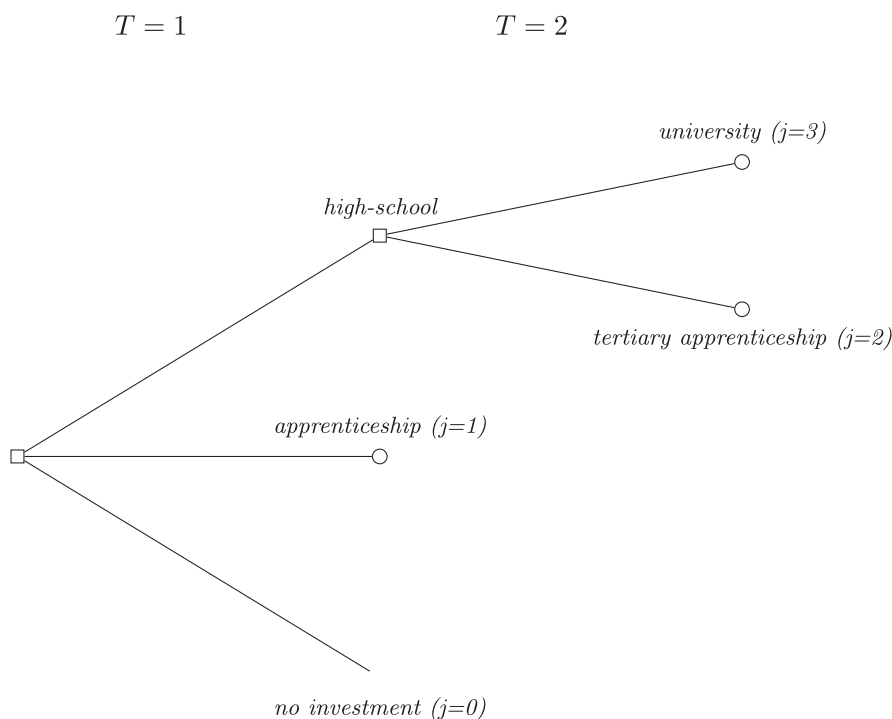 T = 1
T = 2
university (j=3)
high-school
tertiary apprenticeship (j=2)
apprenticeship (j=1)
no investment (j=0)